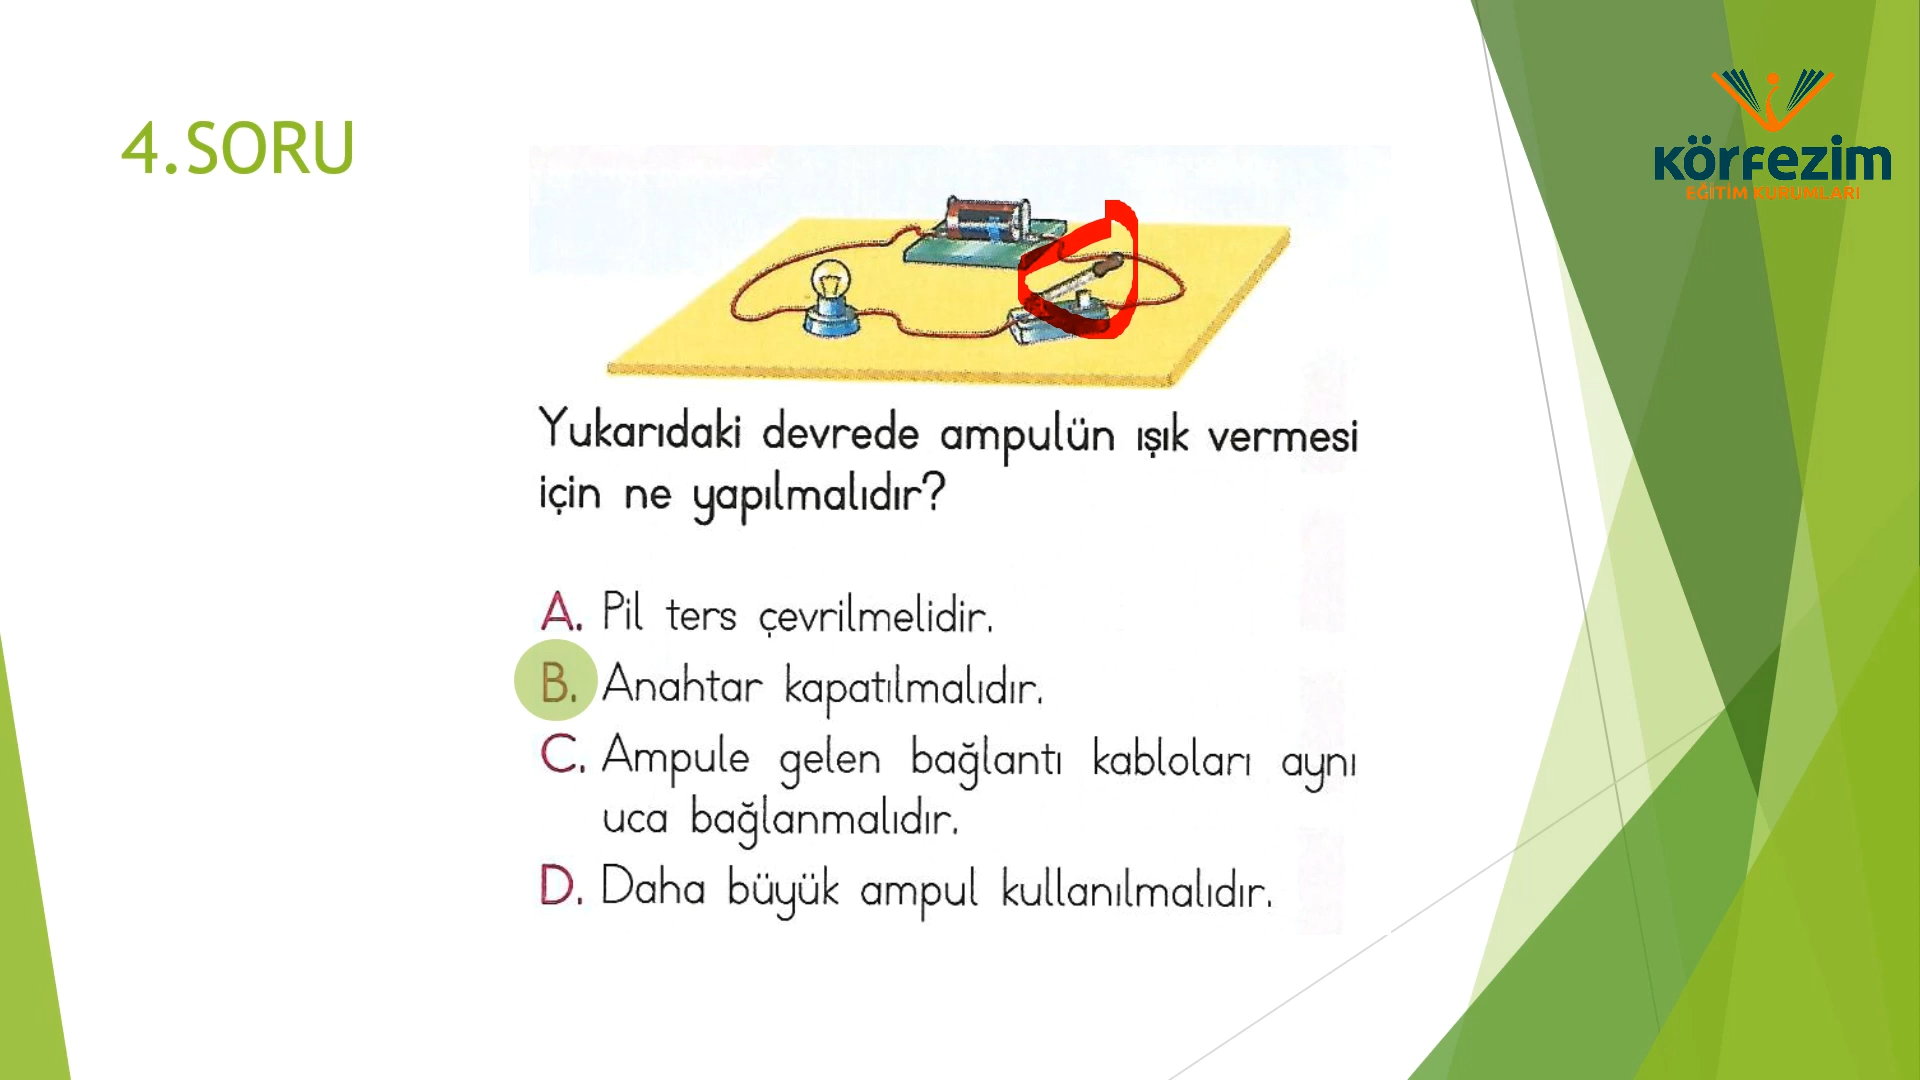 4.SORU
Körfezim
EĞİTİM KURUMLARI
Yukarıdaki devrede ampulün ışık vermesi
için ne yapılmalıdır?
A. Pil ters çevrilmelidir.
B. Anahtar kapatılmalıdır.
C. Ampule gelen bağlantı kabloları aynı
uca bağlanmalıdır.
D. Daha büyük ampul kullanılmalıdır.